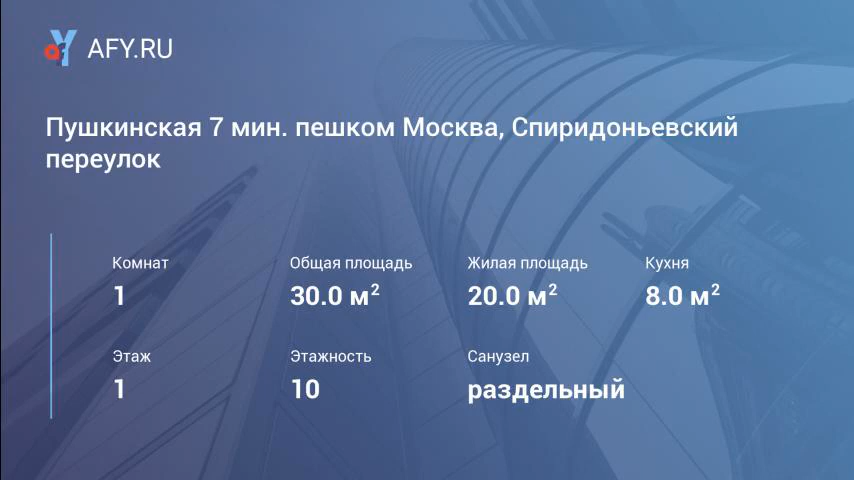 AFY.RU
Пушкинская 7 мин. пешком Москва, Спиридоньевский
переулок
Комнат Общая площадь Жилая площадь Кухня
1 30.0 м² 20.0 м² 8.0 м²
Этаж Этажность Санузел
1 10 раздельный